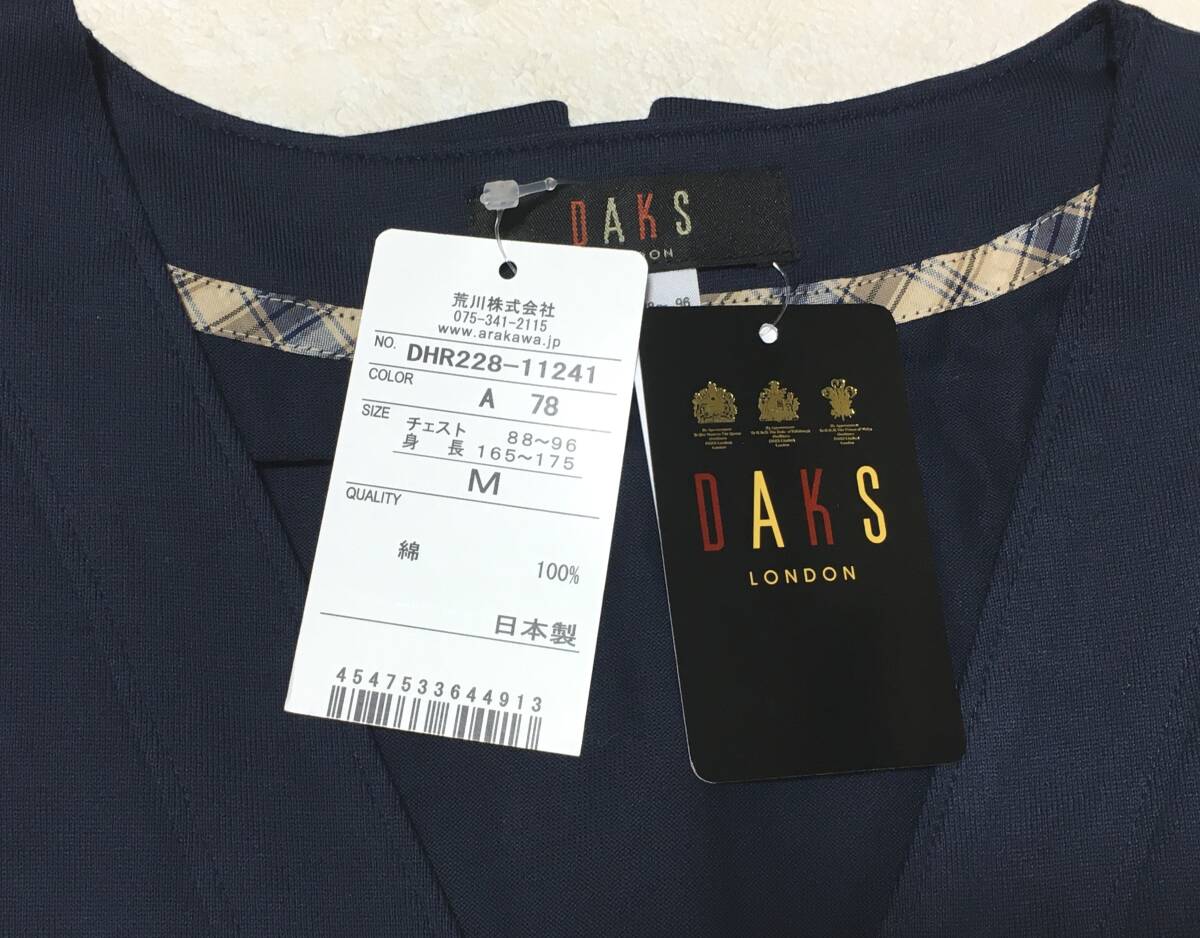 DAKS
荒川株式会社
075-341-2115
www.arakawa.jp
NO. DHR228-11241
COLOR A 78
SIZE チェスト 88~96
身長 165~175
M
QUALITY
綿 100%
日本製
4547533644913
96
DAKS
LONDON